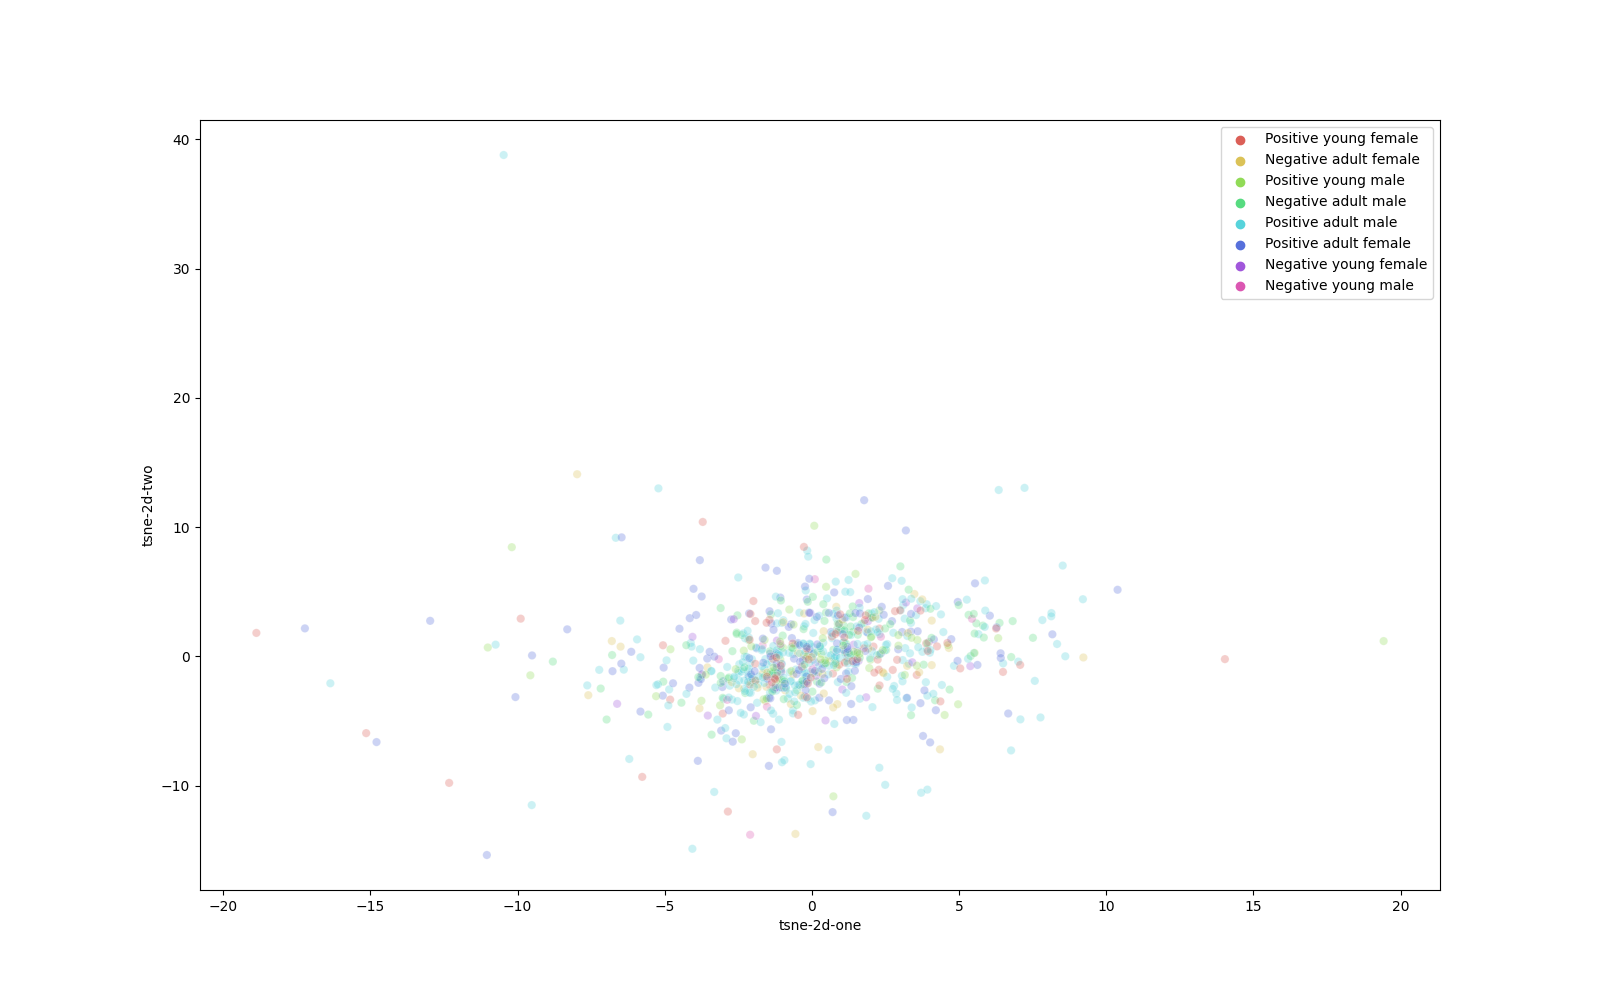 Positive young female
Negative adult female
Positive young male
Negative adult male
Positive adult male
Positive adult female
Negative young female
Negative young male
40
30
20
10
0
−10
tsne-2d-two
−20 −15 −10 −5 0 5 10 15 20
tsne-2d-one